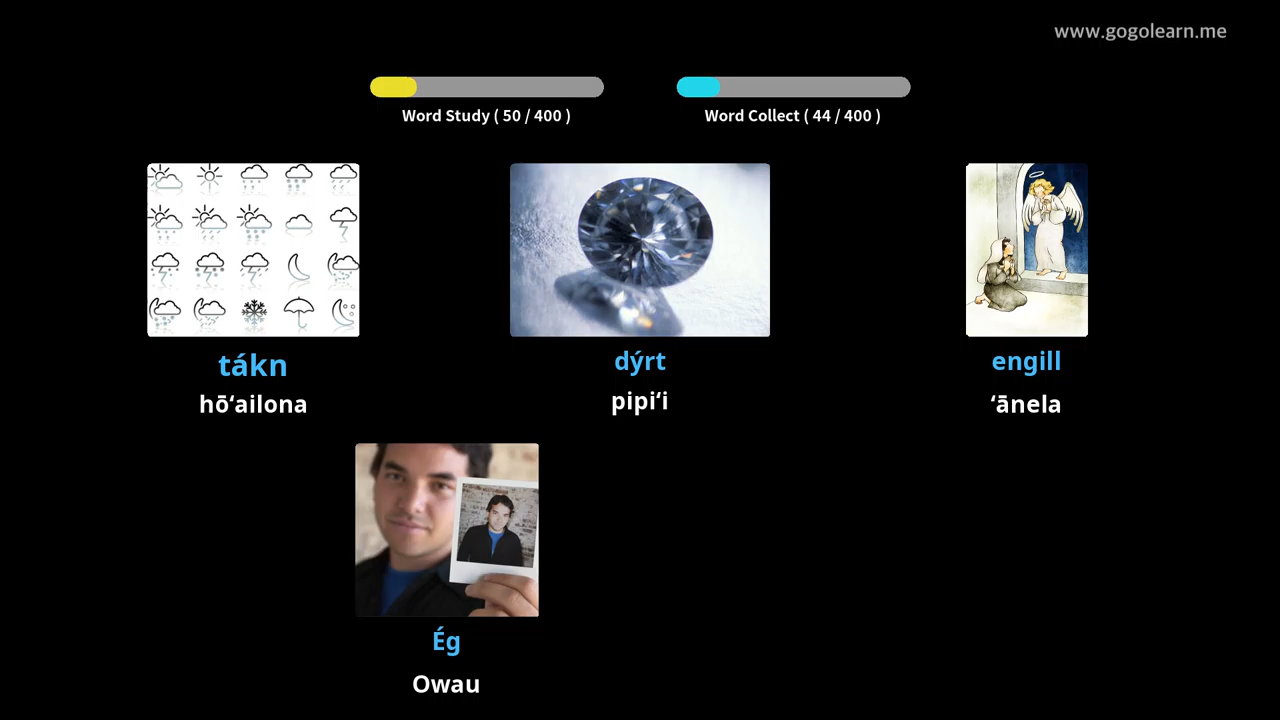 www.gogolearn.me
Word Study ( 50 / 400 )
Word Collect ( 44 / 400 )
tákn
hōʻailona
dýrt
pipiʻi
engill
ʻānela
Ég
Owau